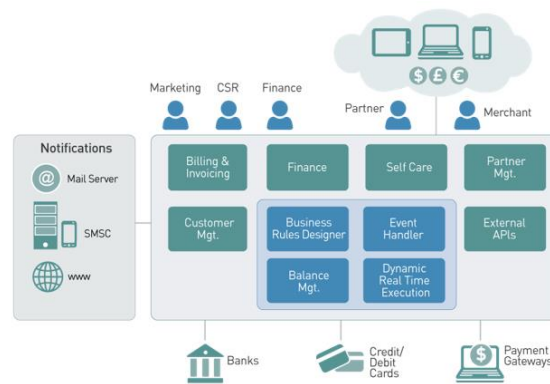 $ £ €
Marketing CSR Finance
Partner Merchant
Notifications
@ Mail Server
SMSC
www
Billing &
Invoicing
Finance
Self Care
Partner
Mgt.
Customer
Mgt.
Business
Rules Designer
Event
Handler
External
APIs
Balance
Mgt.
Dynamic
Real Time
Execution
Banks
Credit/
Debit
Cards
$
Payment
Gateways